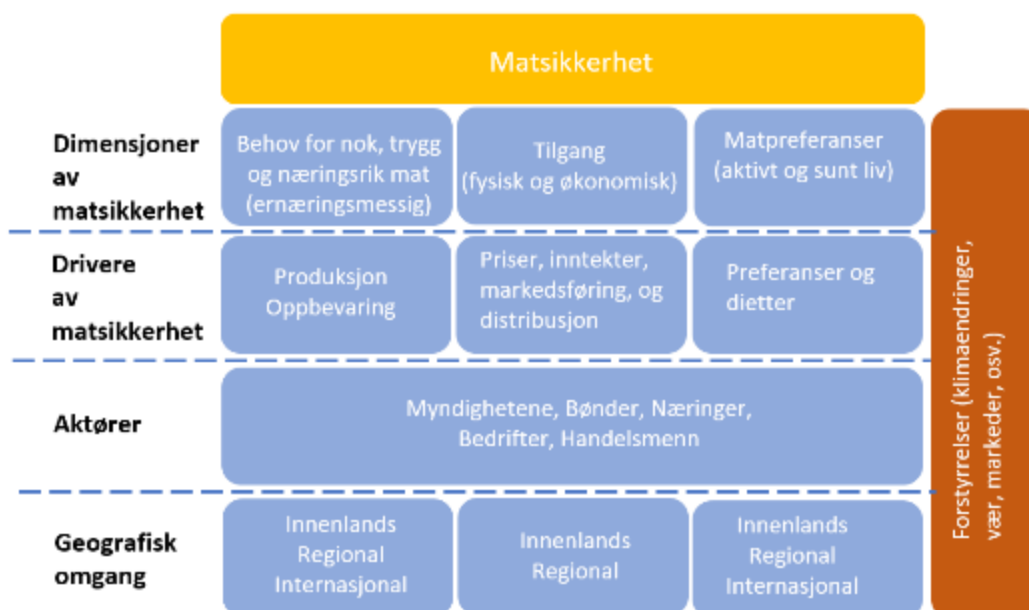 Matsikkerhet
Dimensjoner
av
matsikkerhet
Behov for nok, trygg
og næringsrik mat
(ernæringsmessig)
Tilgang
(fysisk og økonomisk)
Matpreferanser
(aktivt og sunt liv)
Drivere
av
matsikkerhet
Produksjon
Oppbevaring
Priser, inntekter,
markedsføring, og
distribusjon
Preferanser og
dietter
Aktører
Myndighetene, Bønder, Næringer,
Bedrifter, Handelsmenn
Geografisk
omgang
Innenlands
Regional
Internasjonal
Innenlands
Regional
Innenlands
Regional
Internasjonal
Forstyrrelser (klimaendringer,
vær, markeder, osv.)